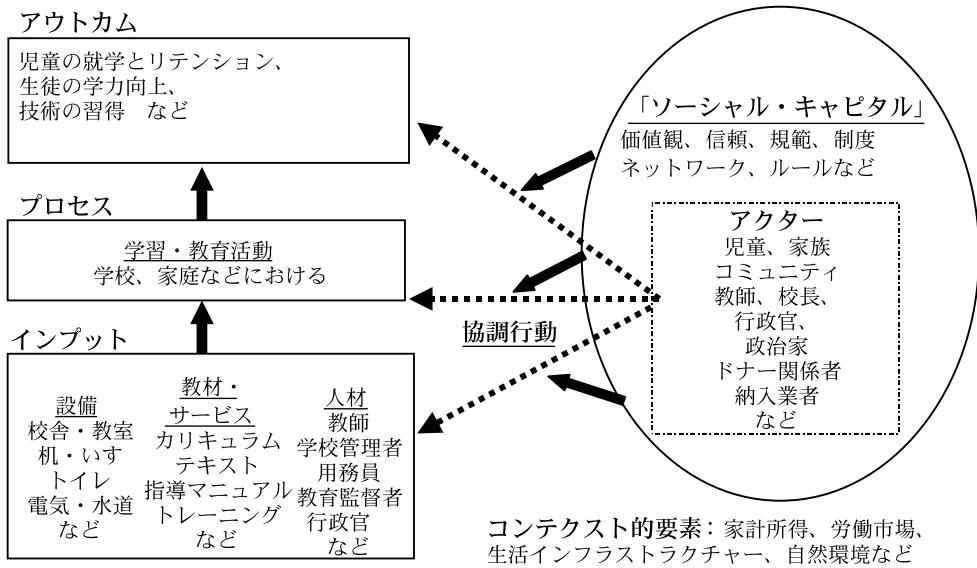 アウトカム
児童の就学とリテンション、
生徒の学力向上、
技術の習得　など
プロセス
学習・教育活動
学校、家庭などにおける
インプット
設備
校舎・教室
机・いす
トイレ
電気・水道
など
教材・
サービス
カリキュラム
テキスト
指導マニュアル
トレーニング
など
人材
教師
学校管理者
用務員
教育監督者
行政官
など
協調行動
「ソーシャル・キャピタル」
価値観、信頼、規範、制度
ネットワーク、ルールなど
アクター
児童、家族
コミュニティ
教師、校長、
行政官、
政治家
ドナー関係者
納入業者
など
コンテクスト的要素：家計所得、労働市場、
生活インフラストラクチャー、自然環境など